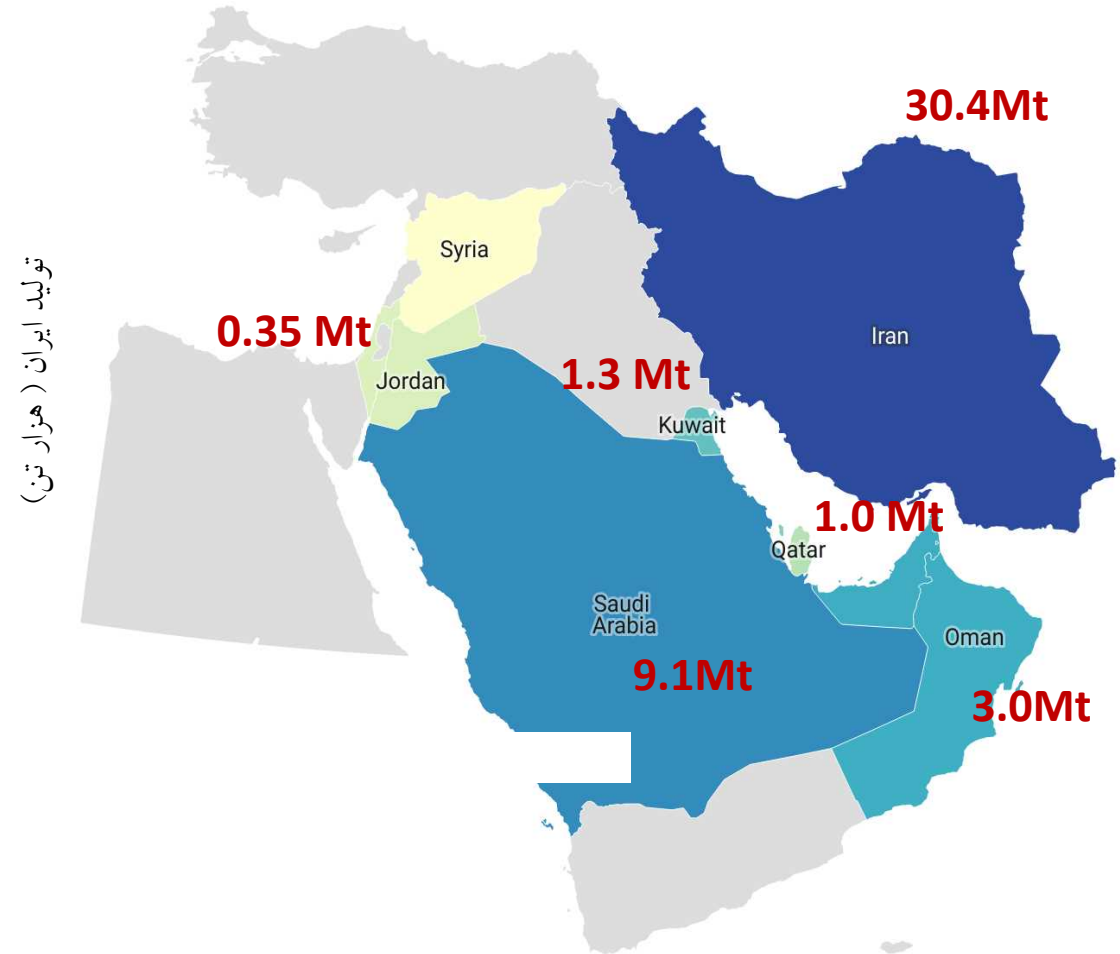 30.4Mt
Syria
تولید ایران ( هزار تن)
0.35 Mt
Iran
1.3 Mt
Jordan
Kuwait
1.0 Mt
Qatar
Saudi
Arabia
Oman
9.1Mt
3.0Mt